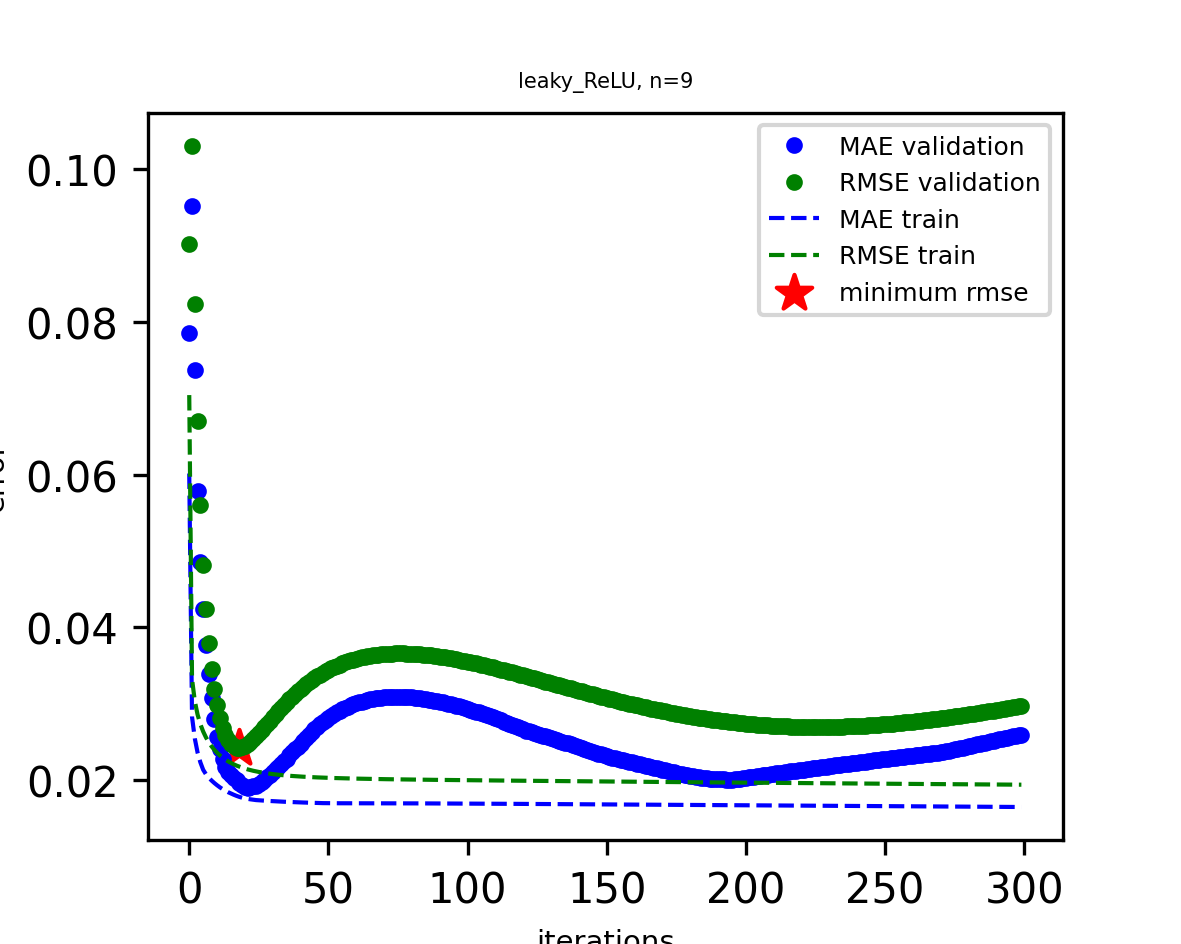 leaky_ReLU, n=9
MAE validation
RMSE validation
MAE train
RMSE train
minimum rmse
0.10
0.08
0.06
0.04
0.02
0 50 100 150 200 250 300
iterations